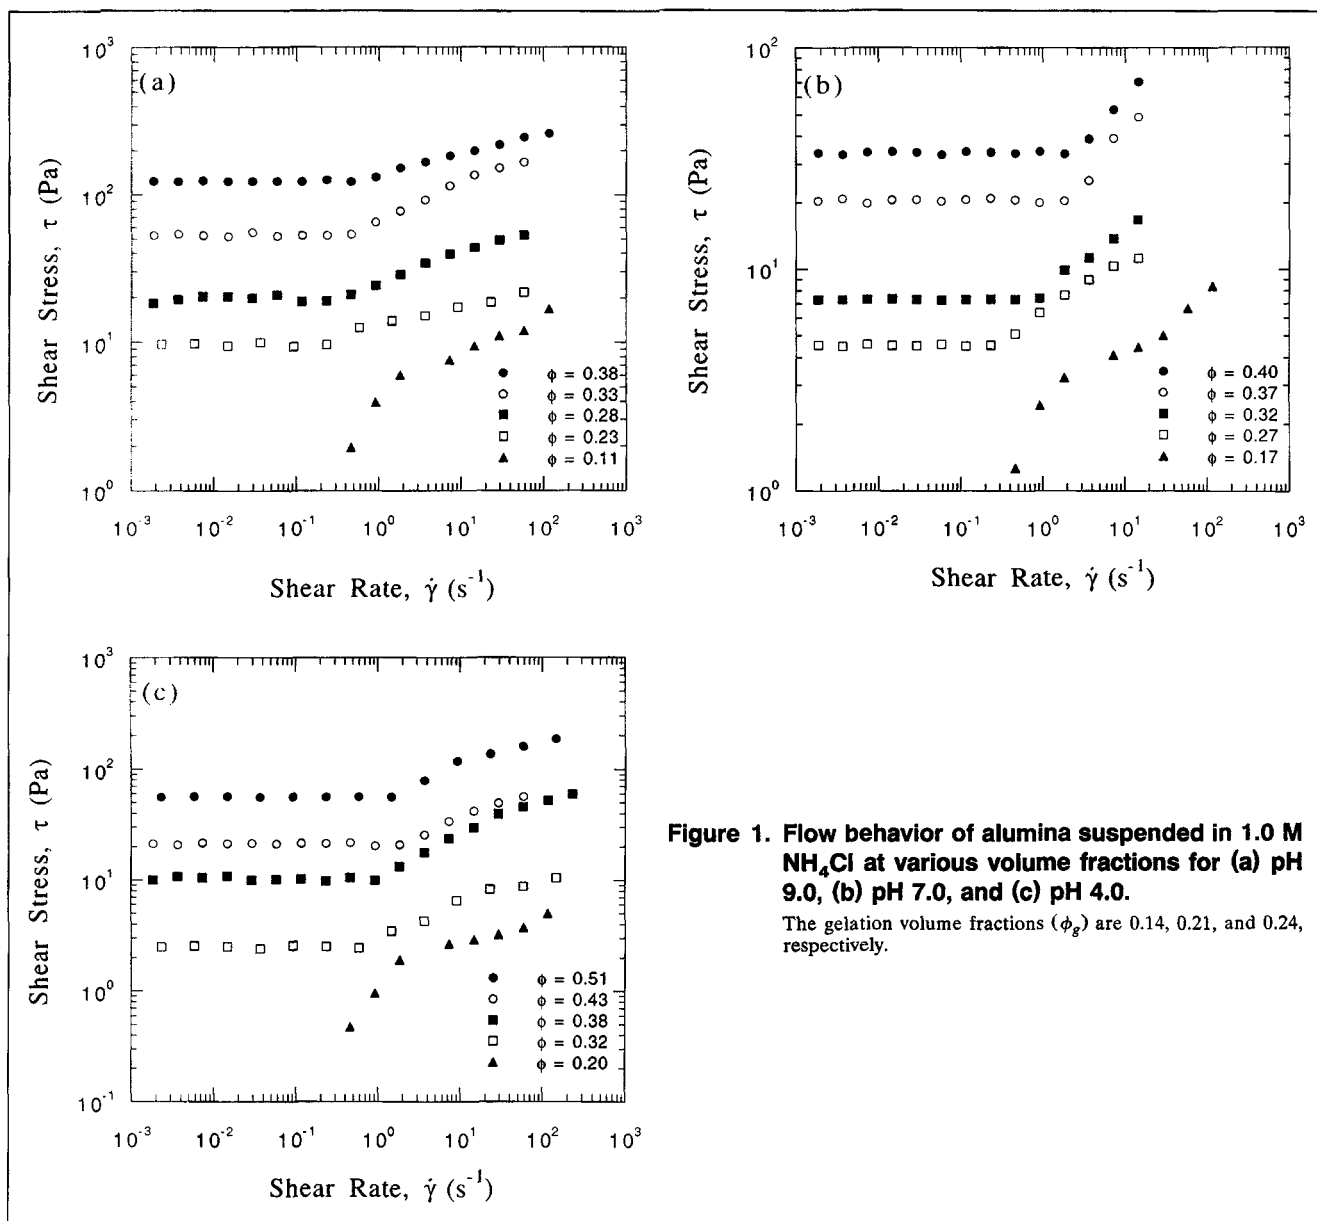 (a)
Shear Stress, τ (Pa)
10³
10²
10¹
10⁰
ϕ = 0.38
ϕ = 0.33
ϕ = 0.28
ϕ = 0.23
ϕ = 0.11
10⁻³ 10⁻² 10⁻¹ 10⁰ 10¹ 10² 10³
Shear Rate, γ̇ (s⁻¹)
(b)
Shear Stress, τ (Pa)
10²
10¹
10⁰
ϕ = 0.40
ϕ = 0.37
ϕ = 0.32
ϕ = 0.27
ϕ = 0.17
10⁻³ 10⁻² 10⁻¹ 10⁰ 10¹ 10² 10³
Shear Rate, γ̇ (s⁻¹)
(c)
Shear Stress, τ (Pa)
10³
10²
10¹
10⁰
10⁻¹
ϕ = 0.51
ϕ = 0.43
ϕ = 0.38
ϕ = 0.32
ϕ = 0.20
10⁻³ 10⁻² 10⁻¹ 10⁰ 10¹ 10² 10³
Shear Rate, γ̇ (s⁻¹)
Figure 1. Flow behavior of alumina suspended in 1.0 M
NH₄Cl at various volume fractions for (a) pH
9.0, (b) pH 7.0, and (c) pH 4.0.
The gelation volume fractions (ϕg) are 0.14, 0.21, and 0.24,
respectively.